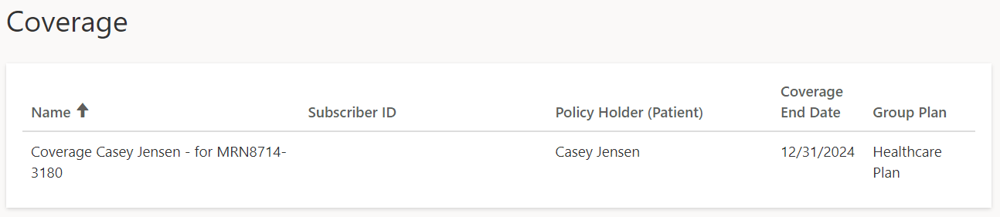 Coverage
Coverage
Name Subscriber ID Policy Holder (Patient) End Date Group Plan
Coverage Casey Jensen - for MRN8714- Casey Jensen 12/31/2024 Healthcare
3180 Plan